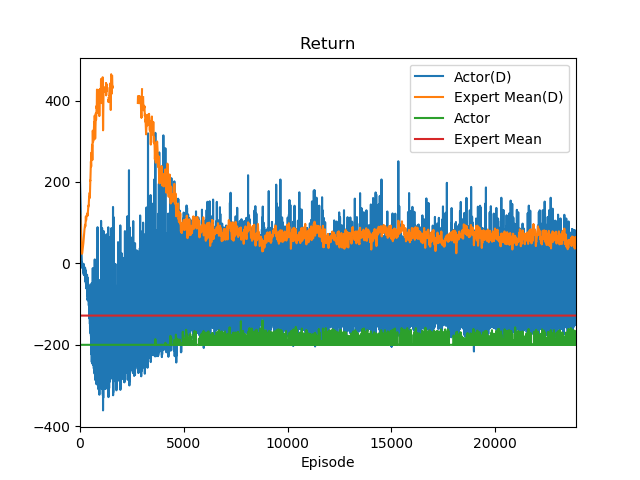 Return
Actor(D)
Expert Mean(D)
Actor
Expert Mean
400
200
0
−200
−400
0
5000
10000
15000
20000
Episode